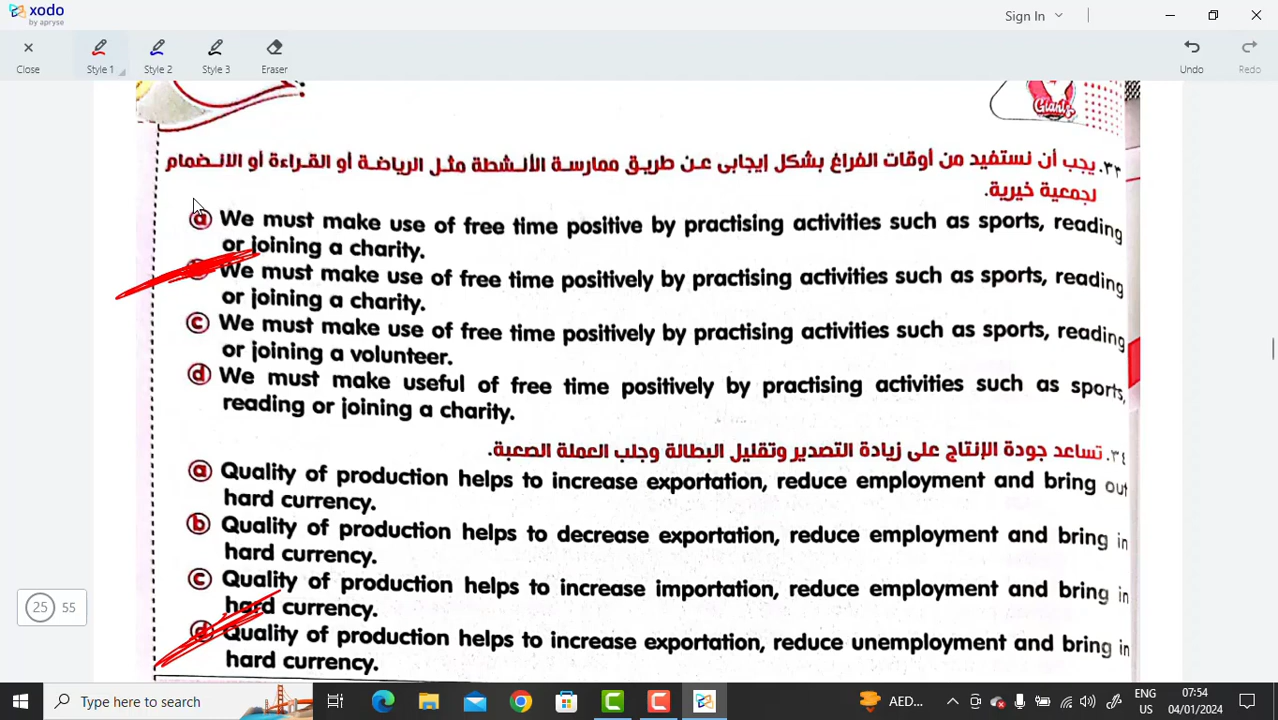 xodo
by apryse
Sign In
Close
Style 1
Style 2
Style 3
Eraser
Undo
Redo
Giants
٣٣. يجب أن نستفيد من أوقات الفراغ بشكل إيجابى عن طريق ممارسة الأنشطة مثل الرياضة أو القراءة أو الانضمام
لجمعية خيرية.
a We must make use of free time positive by practising activities such as sports, reading
or joining a charity.
We must make use of free time positively by practising activities such as sports, reading
or joining a charity.
c We must make use of free time positively by practising activities such as sports, reading
or joining a volunteer.
d We must make useful of free time positively by practising activities such as sports,
reading or joining a charity.
٣٤. تساعد جودة الإنتاج على زيادة التصدير وتقليل البطالة وجلب العملة الصعبة.
a Quality of production helps to increase exportation, reduce employment and bring out
hard currency.
b Quality of production helps to decrease exportation, reduce employment and bring in
hard currency.
c Quality of production helps to increase importation, reduce employment and bring in
hard currency.
d Quality of production helps to increase exportation, reduce unemployment and bring in
hard currency.
25 55
Type here to search
AED...
ENG
US
07:54
04/01/2024